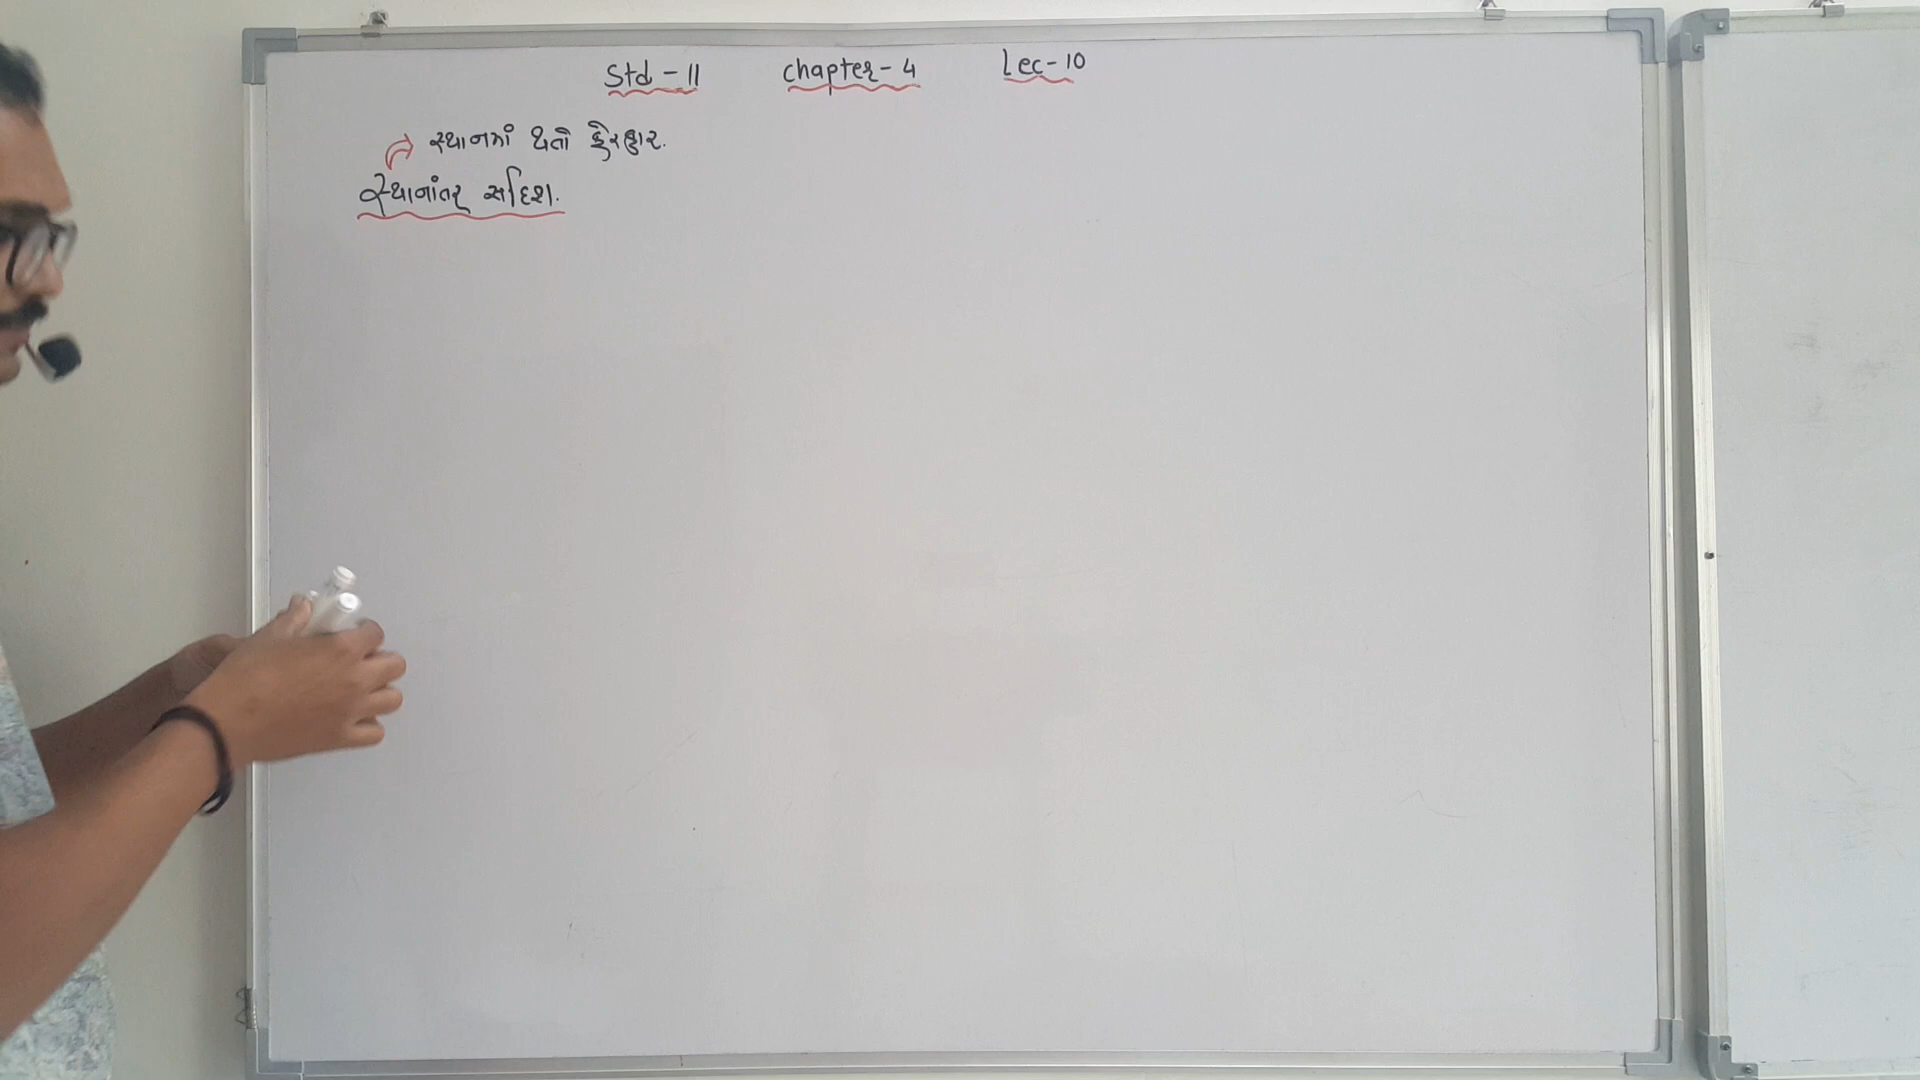 Std - 11 Chapter - 4 Lec - 10
સ્થાનમાં થતો ફેરફાર.
સ્થાનાંતર સદિશ.